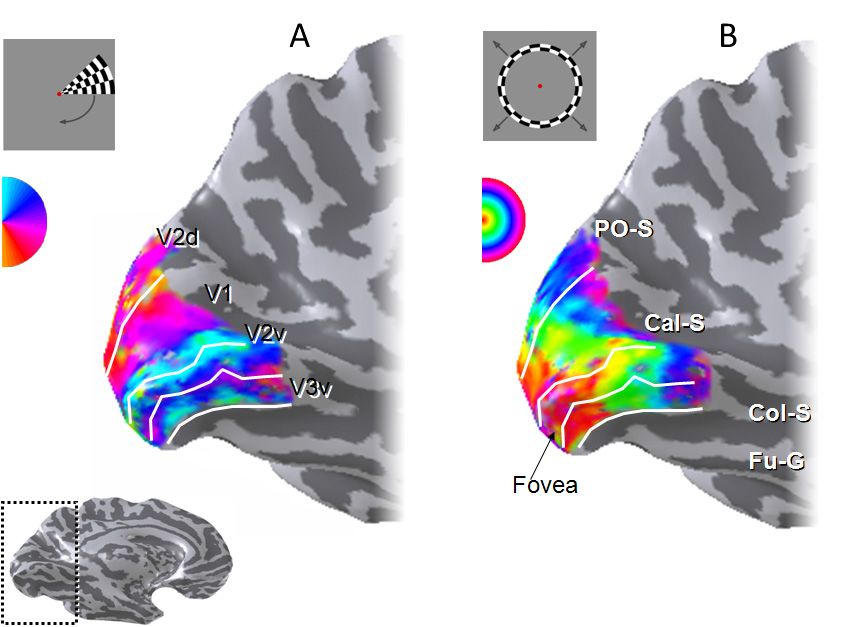 A
B
V2d
V1
V2v
V3v
PO-S
Cal-S
Col-S
Fu-G
Fovea